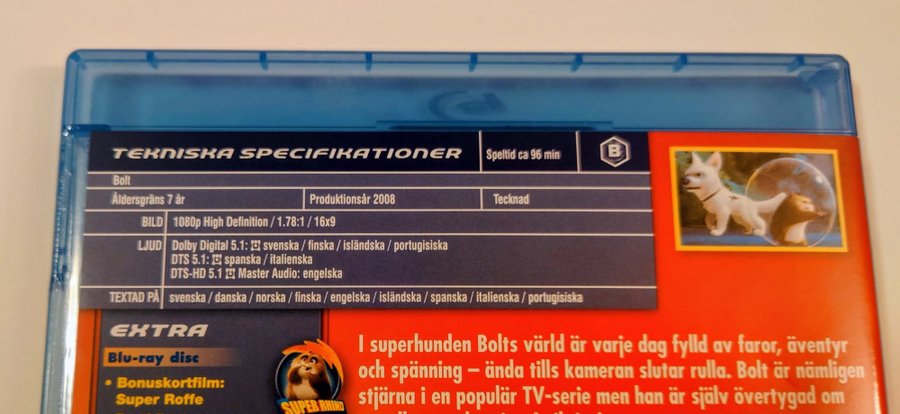 TEKNISKA SPECIFIKATIONER
Speltid ca 96 min
B
Bolt
Åldersgräns 7 år
Produktionsår 2008
Tecknad
BILD 1080p High Definition / 1.78:1 / 16x9
LJUD Dolby Digital 5.1: svenska / finska / isländska / portugisiska
DTS 5.1: spanska / italienska
DTS-HD 5.1 Master Audio: engelska
TEXTAD PÅ svenska / danska / norska / finska / engelska / isländska / spanska / italienska / portugisiska
EXTRA
Blu-ray disc
• Bonuskortfilm:
Super Roffe
SUPER RHINO
I superhunden Bolts värld är varje dag fylld av faror, äventyr
och spänning – ända tills kameran slutar rulla. Bolt är nämligen
stjärna i en populär TV-serie men han är själv övertygad om